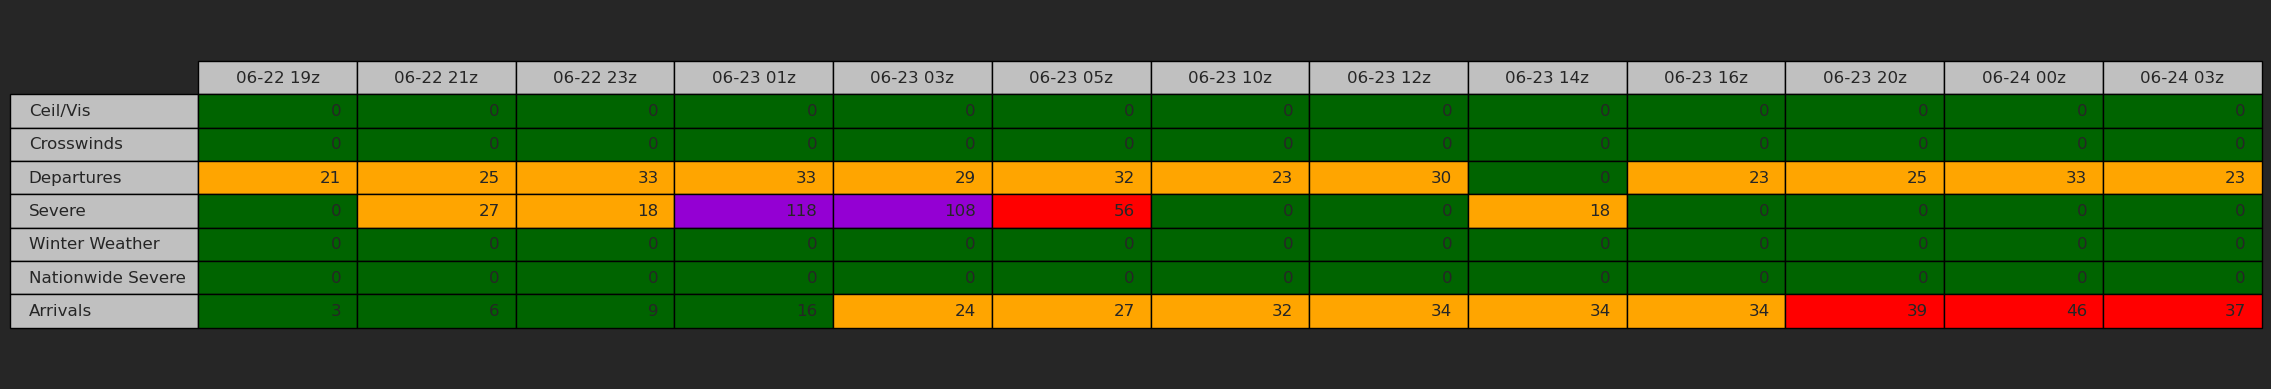 06-22 19z 06-22 21z 06-22 23z 06-23 01z 06-23 03z 06-23 05z 06-23 10z 06-23 12z 06-23 14z 06-23 16z 06-23 20z 06-24 00z 06-24 03z
Ceil/Vis 0 0 0 0 0 0 0 0 0 0 0 0 0
Crosswinds 0 0 0 0 0 0 0 0 0 0 0 0 0
Departures 21 25 33 33 29 32 23 30 0 23 25 33 23
Severe 0 27 18 118 108 56 0 0 18 0 0 0 0
Winter Weather 0 0 0 0 0 0 0 0 0 0 0 0 0
Nationwide Severe 0 0 0 0 0 0 0 0 0 0 0 0 0
Arrivals 3 6 9 16 24 27 32 34 34 34 39 46 37